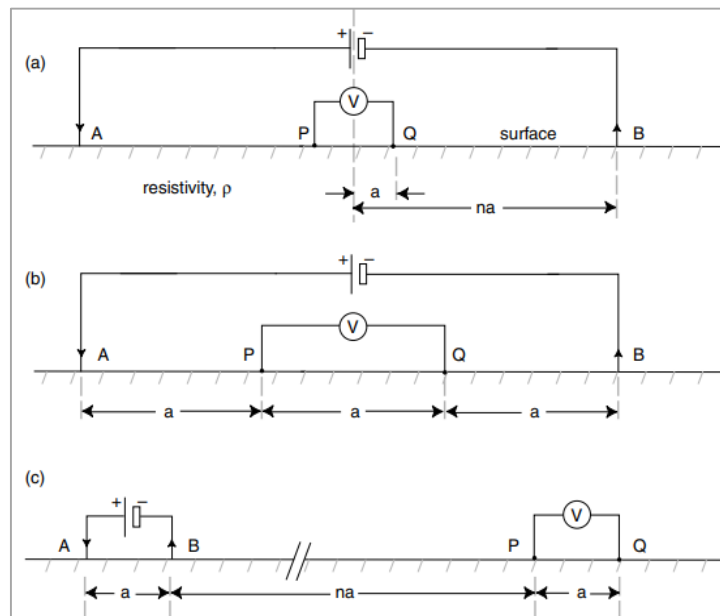 (a)
+ −
V
A P Q surface B
resistivity, ρ
a
na
(b)
+ −
V
A P Q B
a a a
(c)
+ −
V
A B P Q
a na a